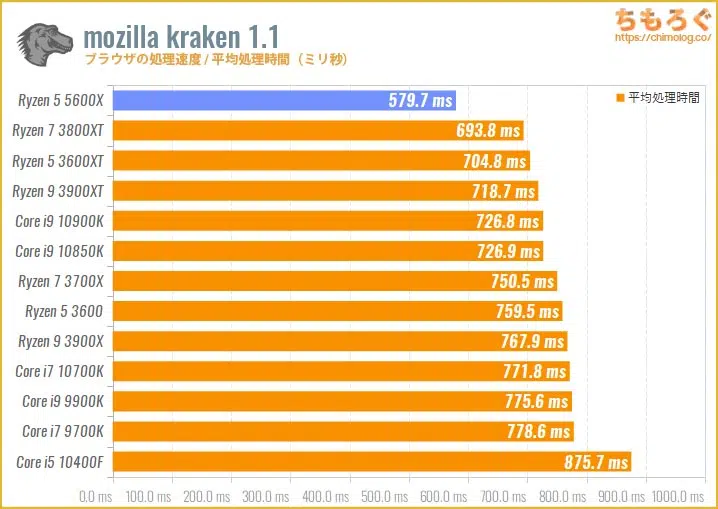 mozilla kraken 1.1
ちもろぐ
https://chimolog.co/
ブラウザの処理速度 / 平均処理時間（ミリ秒）
平均処理時間
Ryzen 5 5600X 579.7 ms
Ryzen 7 3800XT 693.8 ms
Ryzen 5 3600XT 704.8 ms
Ryzen 9 3900XT 718.7 ms
Core i9 10900K 726.8 ms
Core i9 10850K 726.9 ms
Ryzen 7 3700X 750.5 ms
Ryzen 5 3600 759.5 ms
Ryzen 9 3900X 767.9 ms
Core i7 10700K 771.8 ms
Core i9 9900K 775.6 ms
Core i7 9700K 778.6 ms
Core i5 10400F 875.7 ms
0.0 ms 100.0 ms 200.0 ms 300.0 ms 400.0 ms 500.0 ms 600.0 ms 700.0 ms 800.0 ms 900.0 ms 1000.0 ms